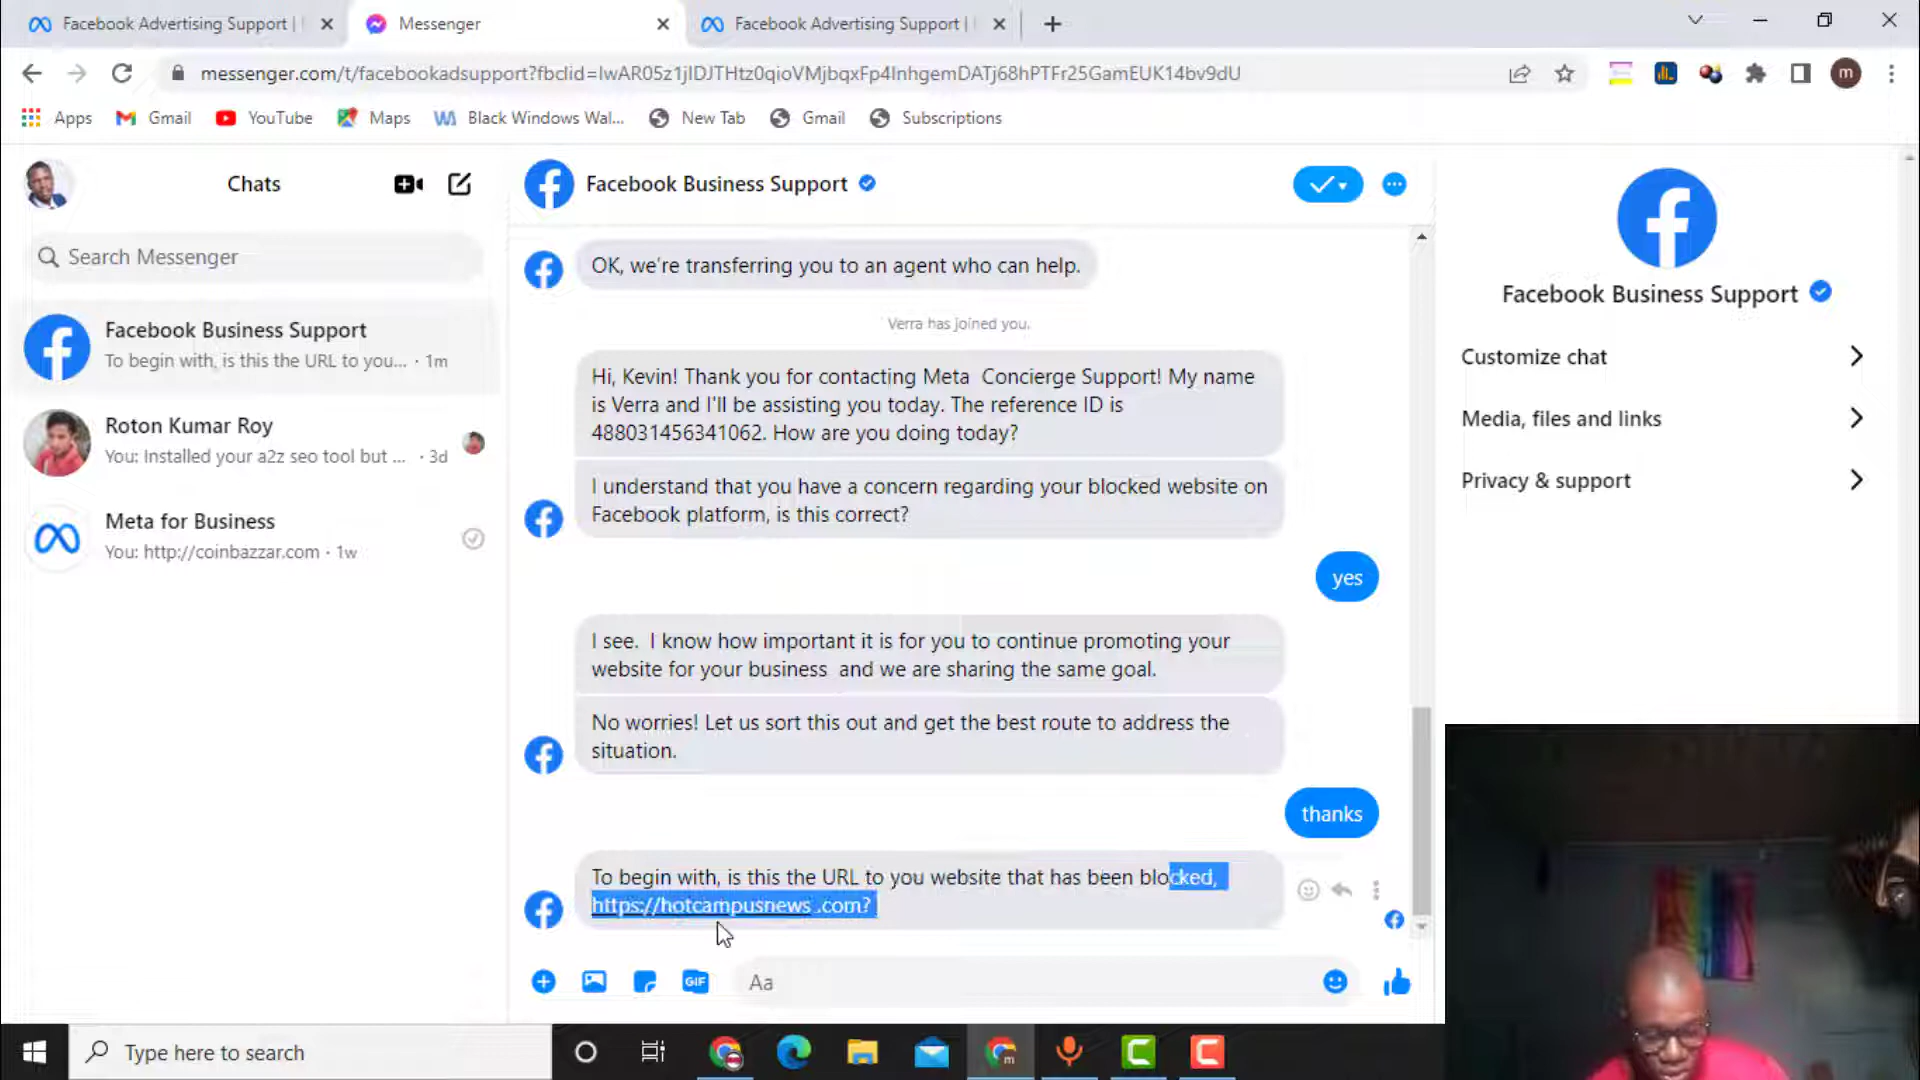 Facebook Advertising Support |
Messenger
Facebook Advertising Support |
messenger.com/t/facebookadsupport?fbclid=
m
Apps
Gmail
YouTube
Maps
Black Windows Wal...
New Tab
Gmail
Subscriptions
Chats
Search Messenger
Facebook Business Support
To begin with, is this the URL to you... · 1m
Roton Kumar Roy
You: Installed your a2z seo tool but ... · 3d
Meta for Business
You: http://coinbazzar.com · 1w
Facebook Business Support
OK, we're transferring you to an agent who can help.
Verra has joined you.
Hi, Kevin! Thank you for contacting Meta Concierge Support! My name
is Verra and I'll be assisting you today. The reference ID is
488031456341062. How are you doing today?
I understand that you have a concern regarding your blocked website on
Facebook platform, is this correct?
yes
I see. I know how important it is for you to continue promoting your
website for your business and we are sharing the same goal.
No worries! Let us sort this out and get the best route to address the
situation.
thanks
To begin with, is this the URL to you website that has been blocked,
https://hotcampusnews .com?
GIF
Aa
Facebook Business Support
Customize chat
Media, files and links
Privacy & support
Type here to search